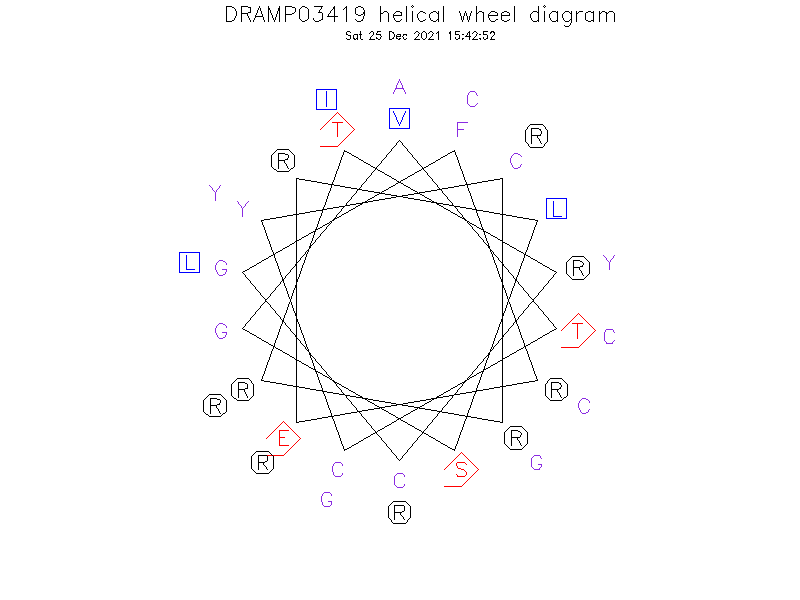 DRAMP03419 helical wheel diagram
Sat 25 Dec 2021 15:42:52
A
I C
V
T F R
R C
Y
Y L
L G R Y
G T C
R R
R C
E R
R G
C S
C
G
R